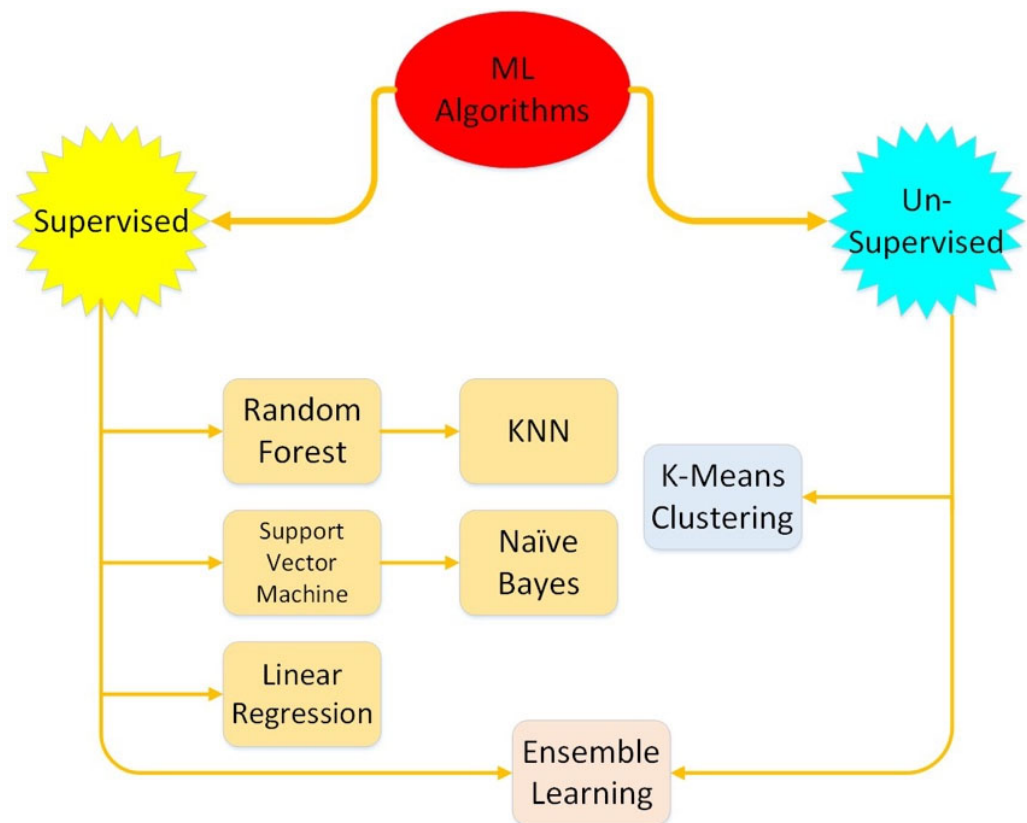 ML
Algorithms
Supervised
Un-
Supervised
Random
Forest
KNN
K-Means
Clustering
Support
Vector
Machine
Naïve
Bayes
Linear
Regression
Ensemble
Learning